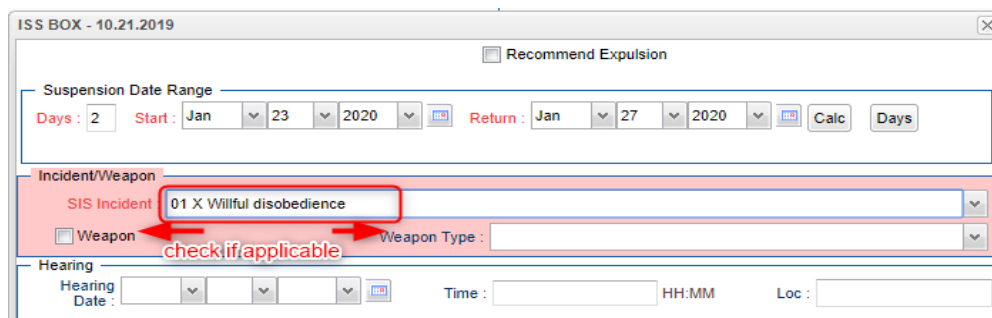 ISS BOX - 10.21.2019
Recommend Expulsion
Suspension Date Range
Days : 2 Start : Jan 23 2020 Return : Jan 27 2020 Calc Days
Incident/Weapon
SIS Incident : 01 X Willful disobedience
Weapon Weapon Type :
check if applicable
Hearing
Hearing Date : Time : HH:MM Loc :